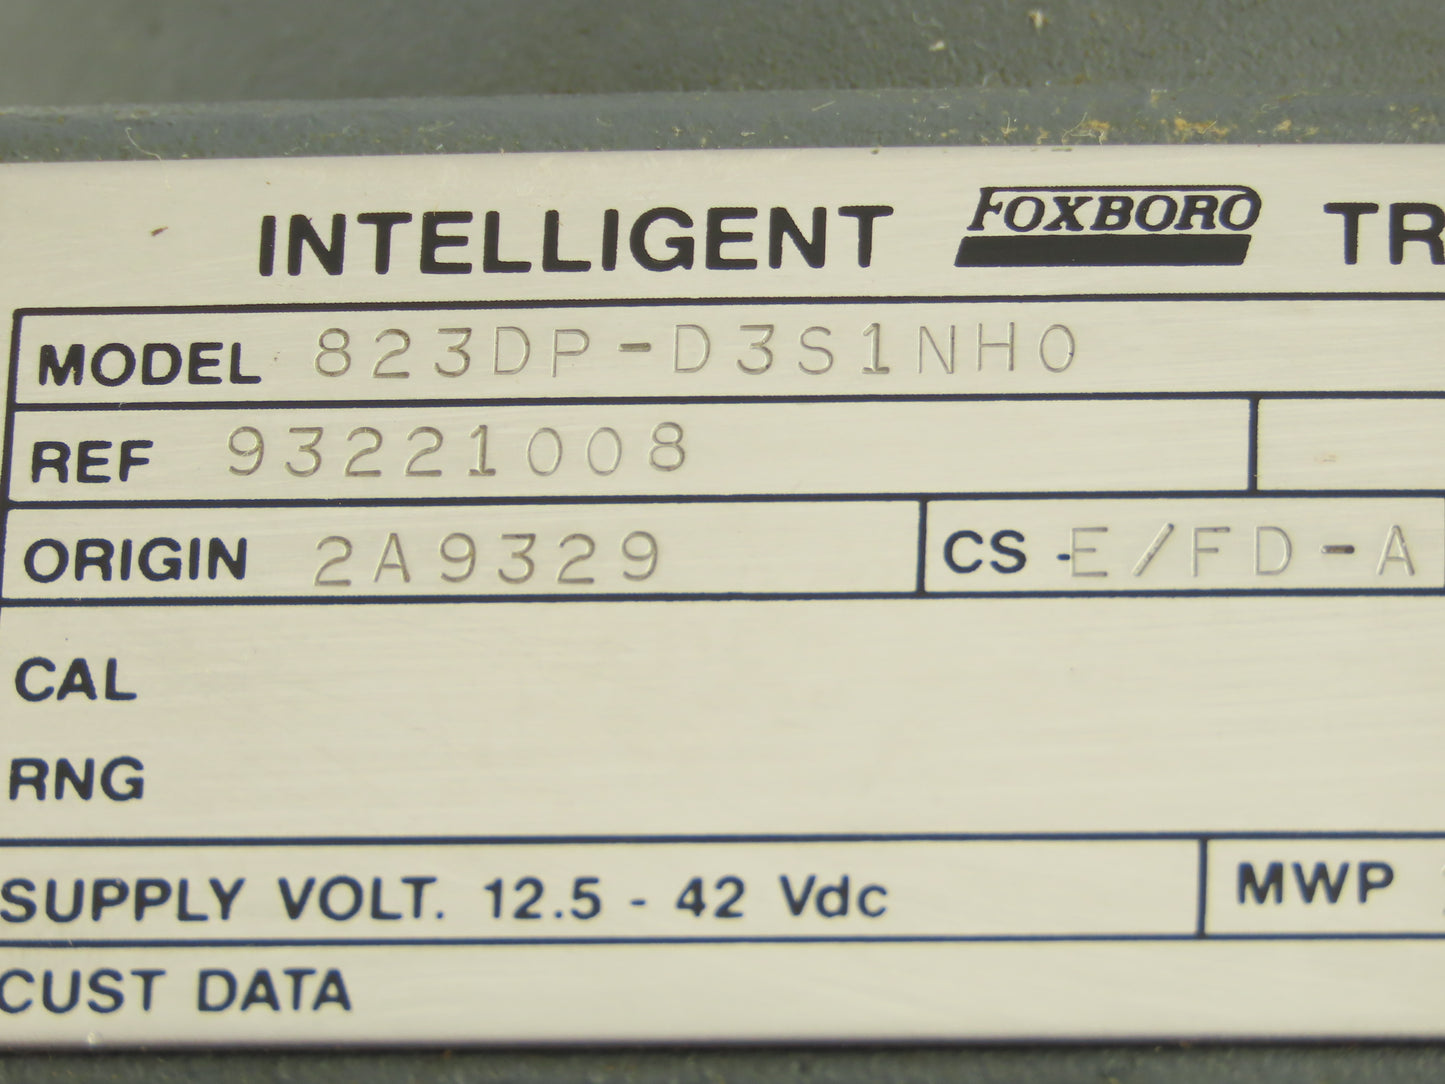 INTELLIGENT FOXBORO TR
MODEL 823DP-D3S1NH0
REF 93221008
ORIGIN 2A9329 CS -E/FD-A
CAL
RNG
SUPPLY VOLT. 12.5 - 42 Vdc MWP
CUST DATA